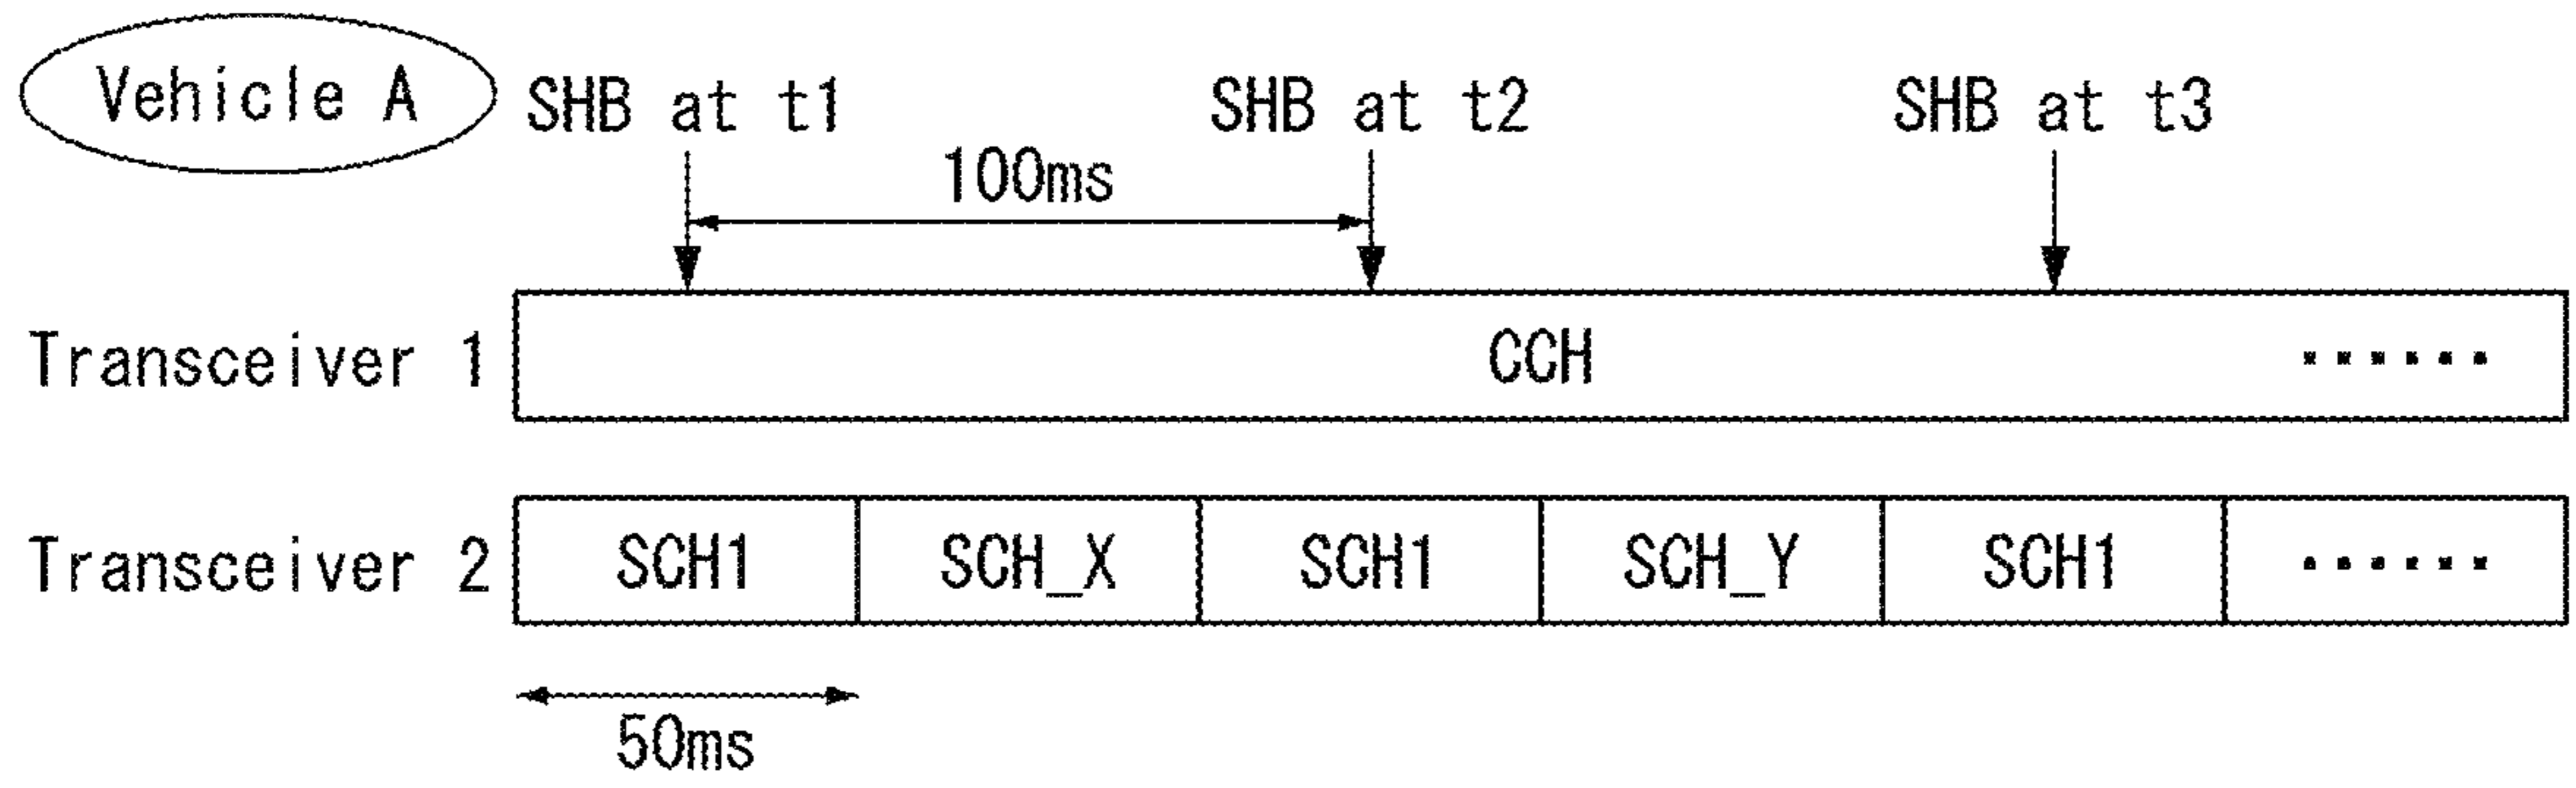 Vehicle A
SHB at t1
SHB at t2
SHB at t3
100ms
Transceiver 1
CCH
......
Transceiver 2
SCH1
SCH_X
SCH1
SCH_Y
SCH1
......
50ms